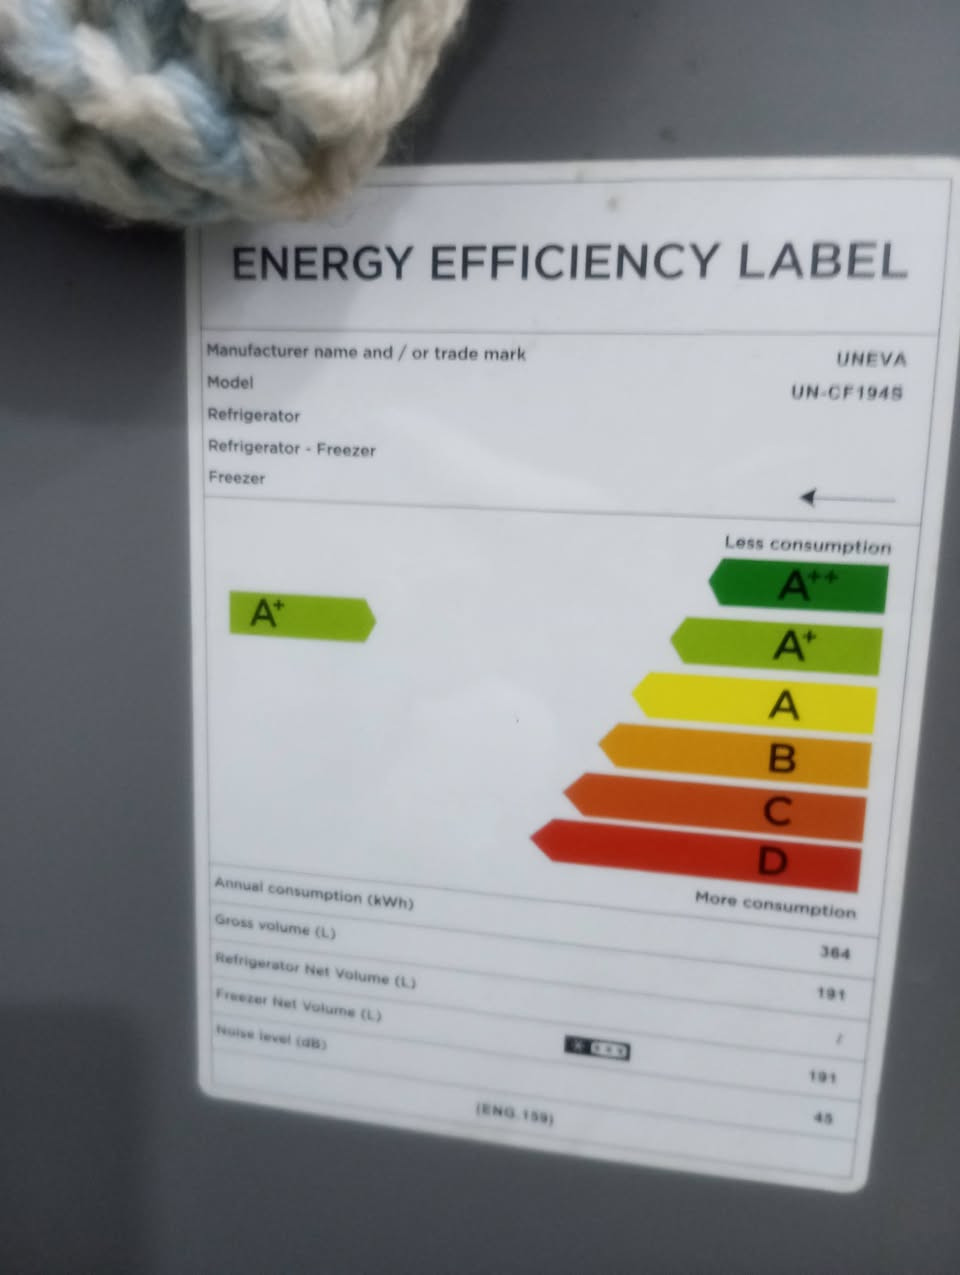 ENERGY EFFICIENCY LABEL
Manufacturer name and / or trade mark UNEVA
Model UN-CF194S
Refrigerator
Refrigerator - Freezer
Freezer
Less consumption
A++
A+ A+
A
B
C
D
More consumption
Annual consumption (kWh) 364
Gross volume (L) 191
Refrigerator Net Volume (L) /
Freezer Net Volume (L) 191
Noise level (dB) 45
(ENG.159)